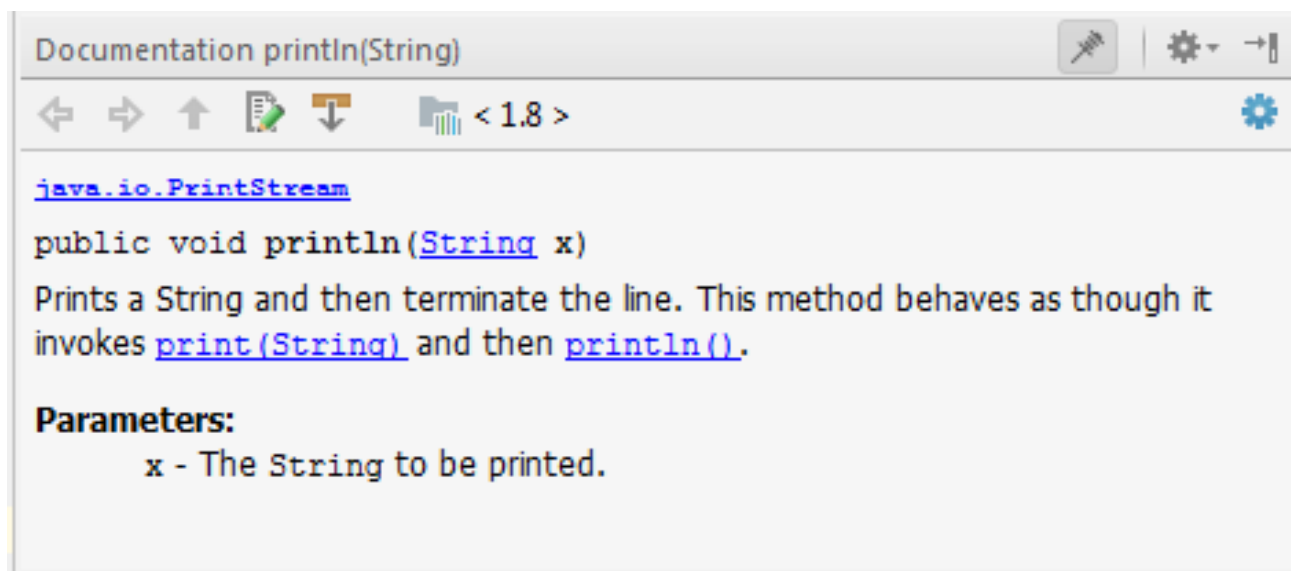 Documentation println(String)
< 1.8 >
java.io.PrintStream
public void println(String x)
Prints a String and then terminate the line. This method behaves as though it
invokes print(String) and then println().
Parameters:
x - The String to be printed.